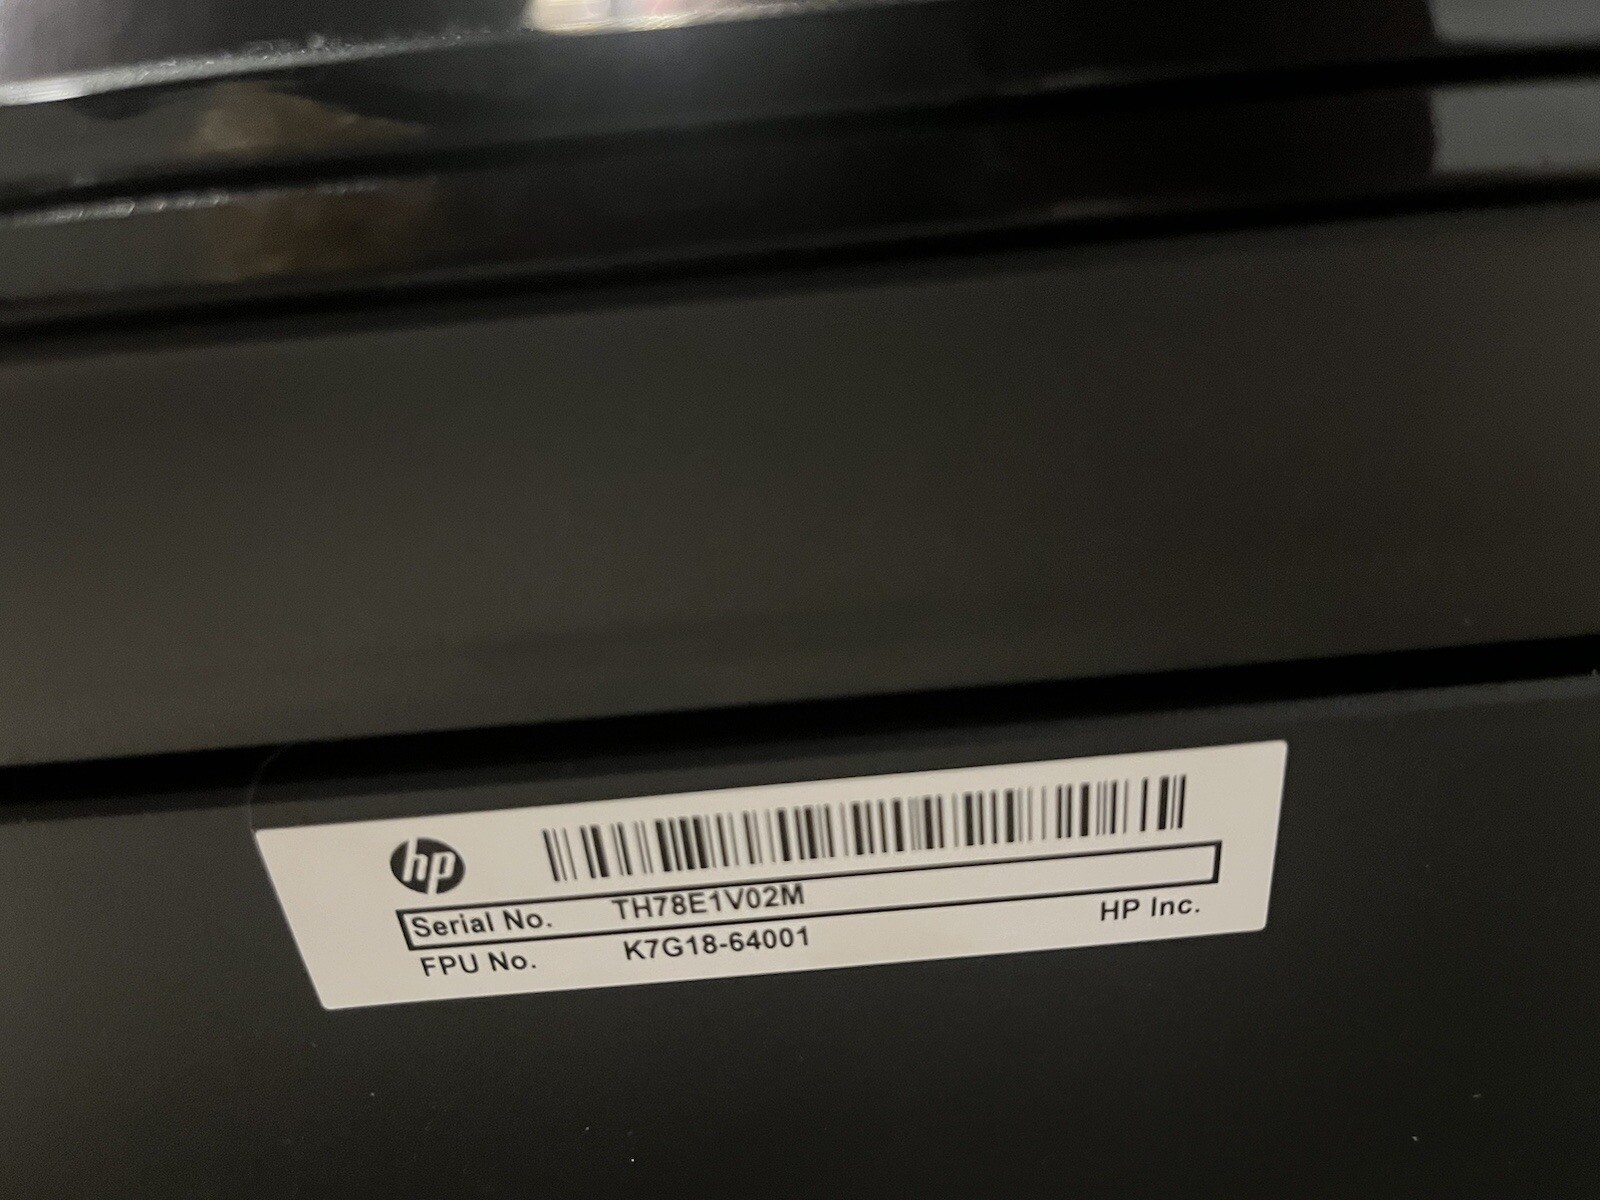 hp
Serial No. TH78E1V02M
FPU No. K7G18-64001
HP Inc.